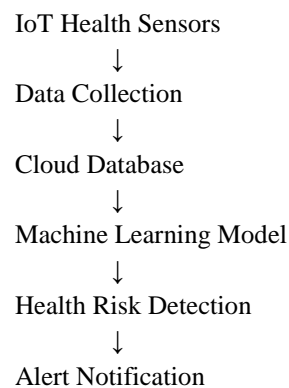 IoT Health Sensors
↓
Data Collection
↓
Cloud Database
↓
Machine Learning Model
↓
Health Risk Detection
↓
Alert Notification